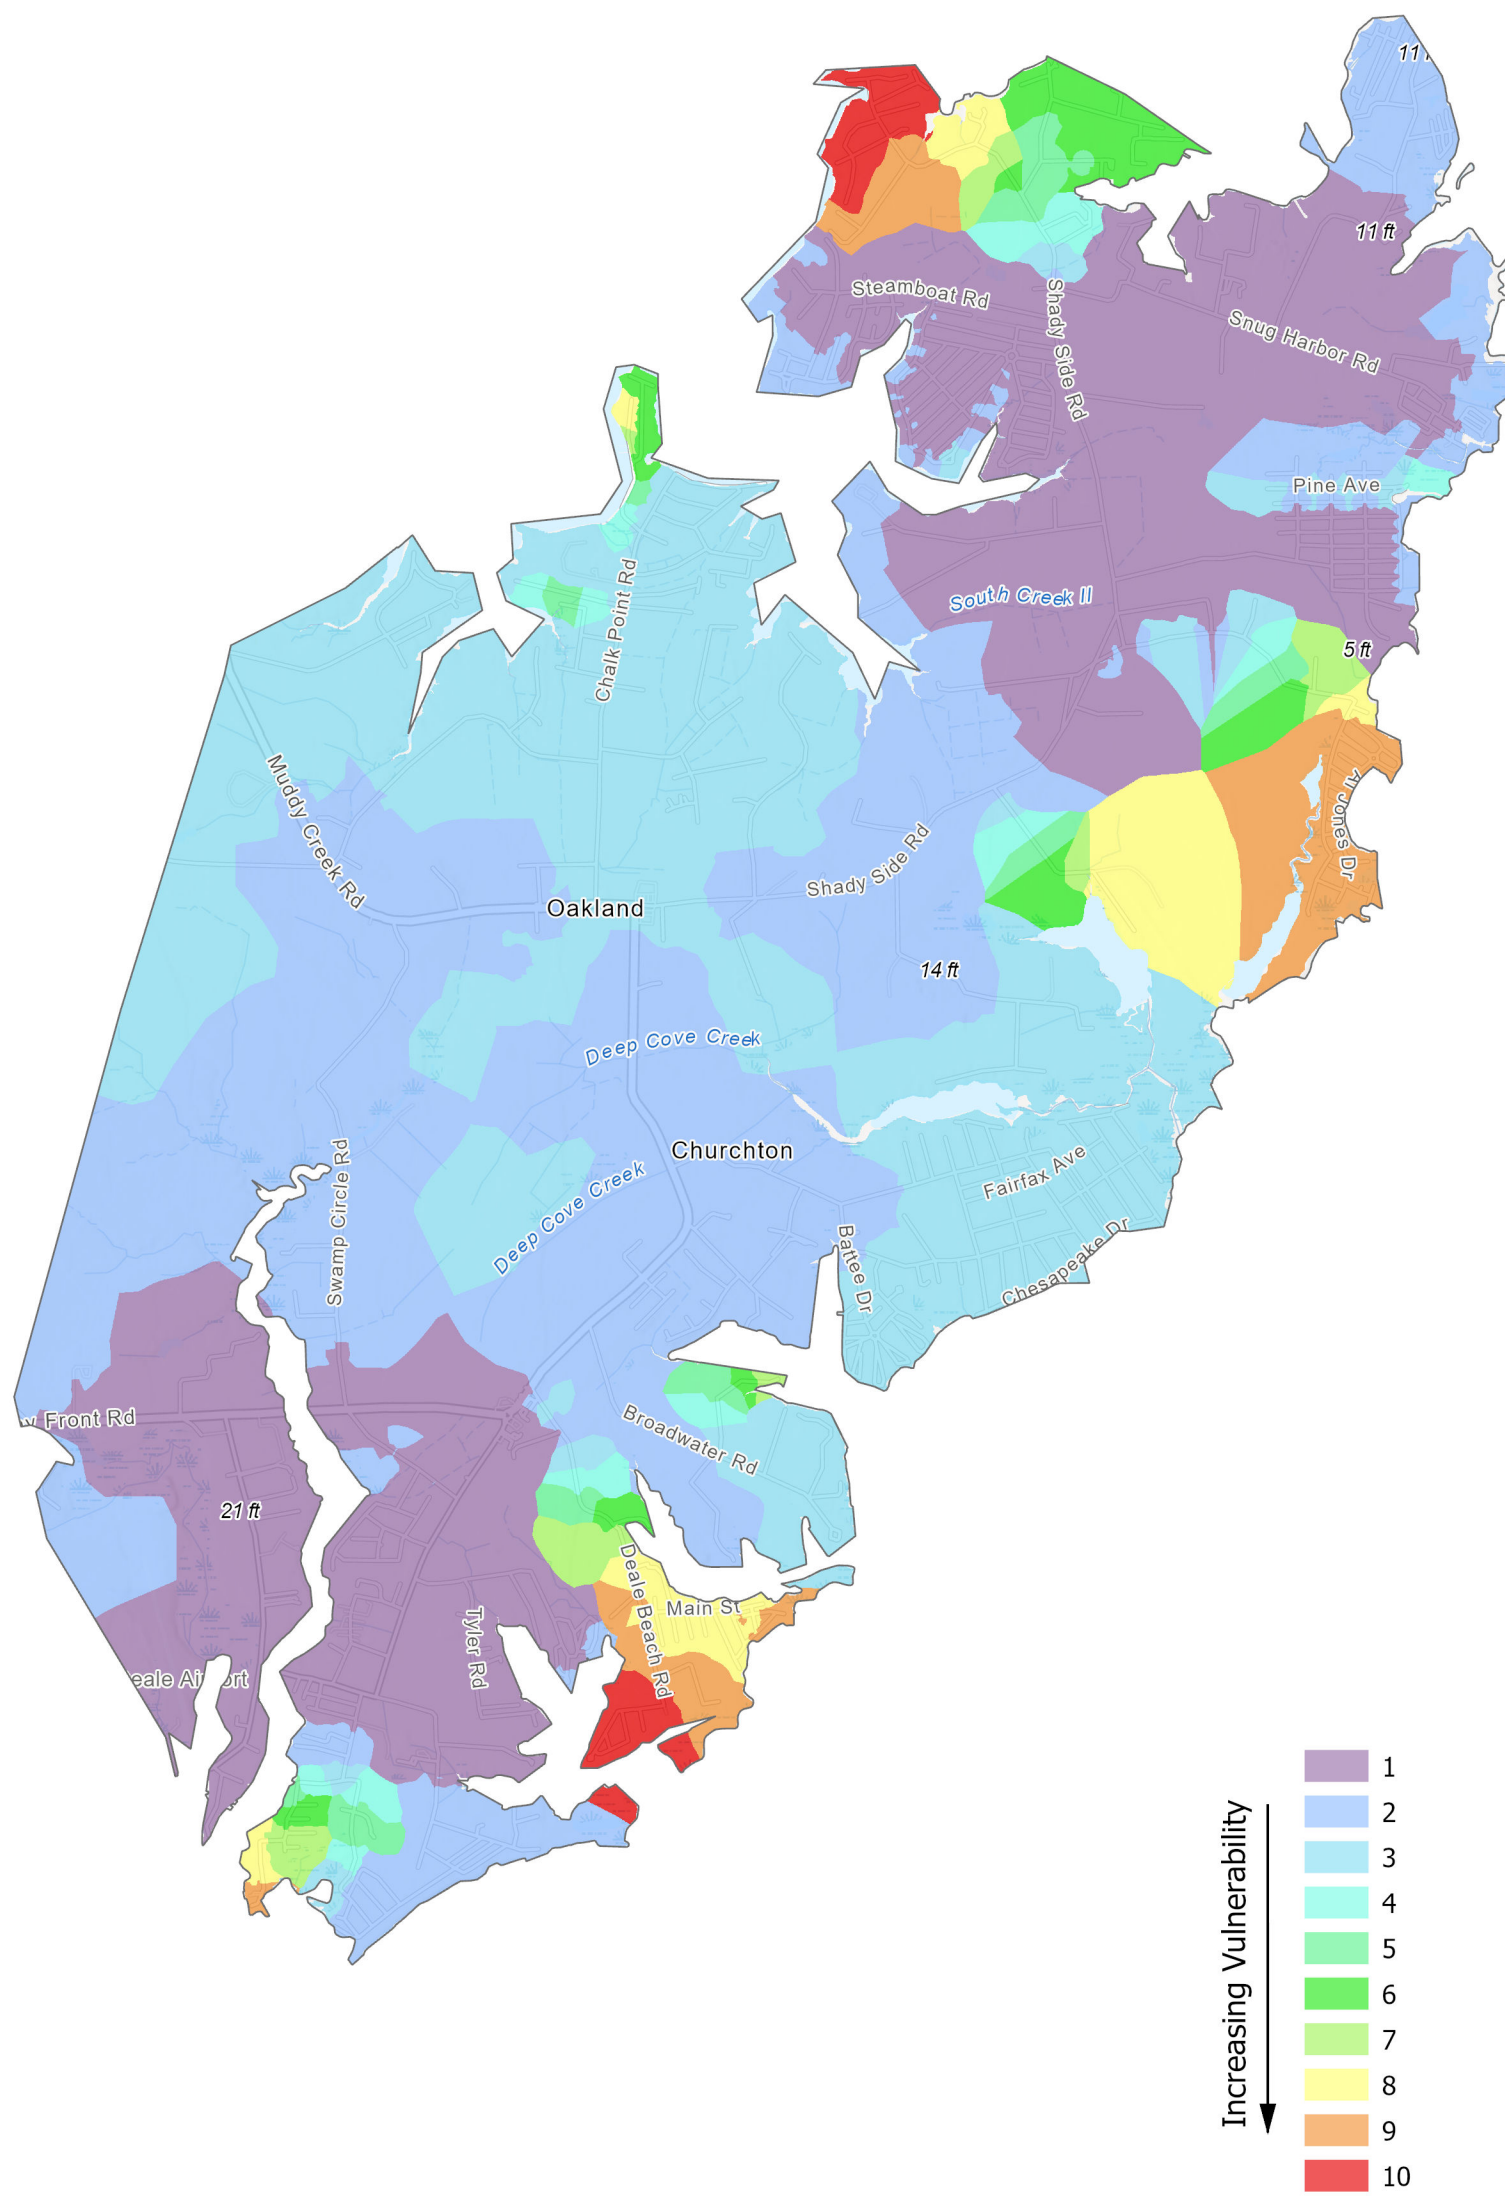 11
11 ft
Steamboat Rd
Shady Side Rd
Snug Harbor Rd
Pine Ave
South Creek II
Chalk Point Rd
5 ft
Muddy Creek Rd
Al Jones Dr
Shady Side Rd
Oakland
14 ft
Deep Cove Creek
Churchton
Fairfax Ave
Swamp Circle Rd
Deep Cove Creek
Battee Dr
Chesapeake Dr
Front Rd
Broadwater Rd
21 ft
Deale Beach Rd
Main St
Tyler Rd
Increasing Vulnerability
1
2
3
4
5
6
7
8
9
10